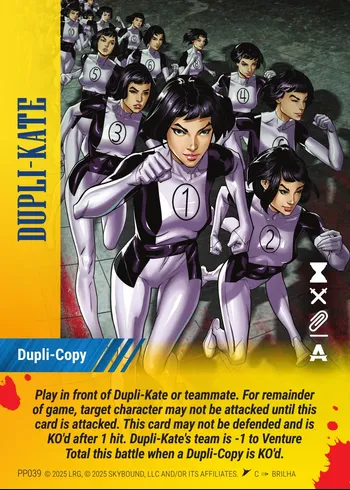 DUPLI-KATE
5
6
4
3
1
2
Dupli-Copy
Play in front of Dupli-Kate or teammate. For remainder
of game, target character may not be attacked until this
card is attacked. This card may not be defended and is
KO'd after 1 hit. Dupli-Kate's team is -1 to Venture
Total this battle when a Dupli-Copy is KO'd.
PP039 © 2025 LRG, © 2025 SKYBOUND, LLC AND/OR ITS AFFILIATES. C BRILHA